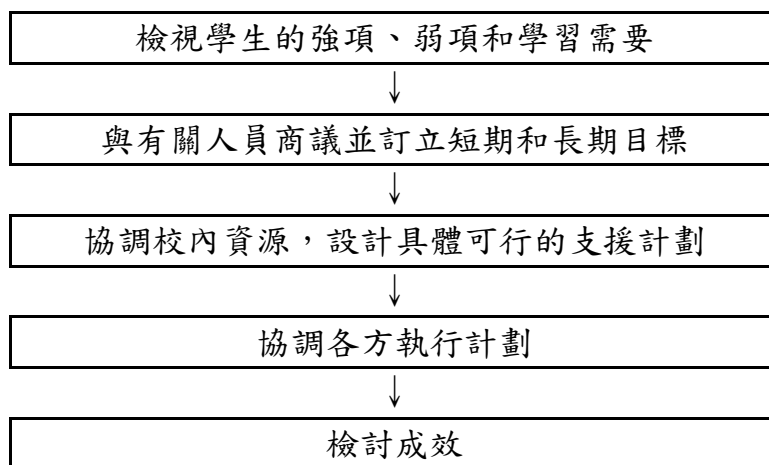 檢視學生的強項、弱項和學習需要
↓
與有關人員商議並訂立短期和長期目標
↓
協調校內資源，設計具體可行的支援計劃
↓
協調各方執行計劃
↓
檢討成效